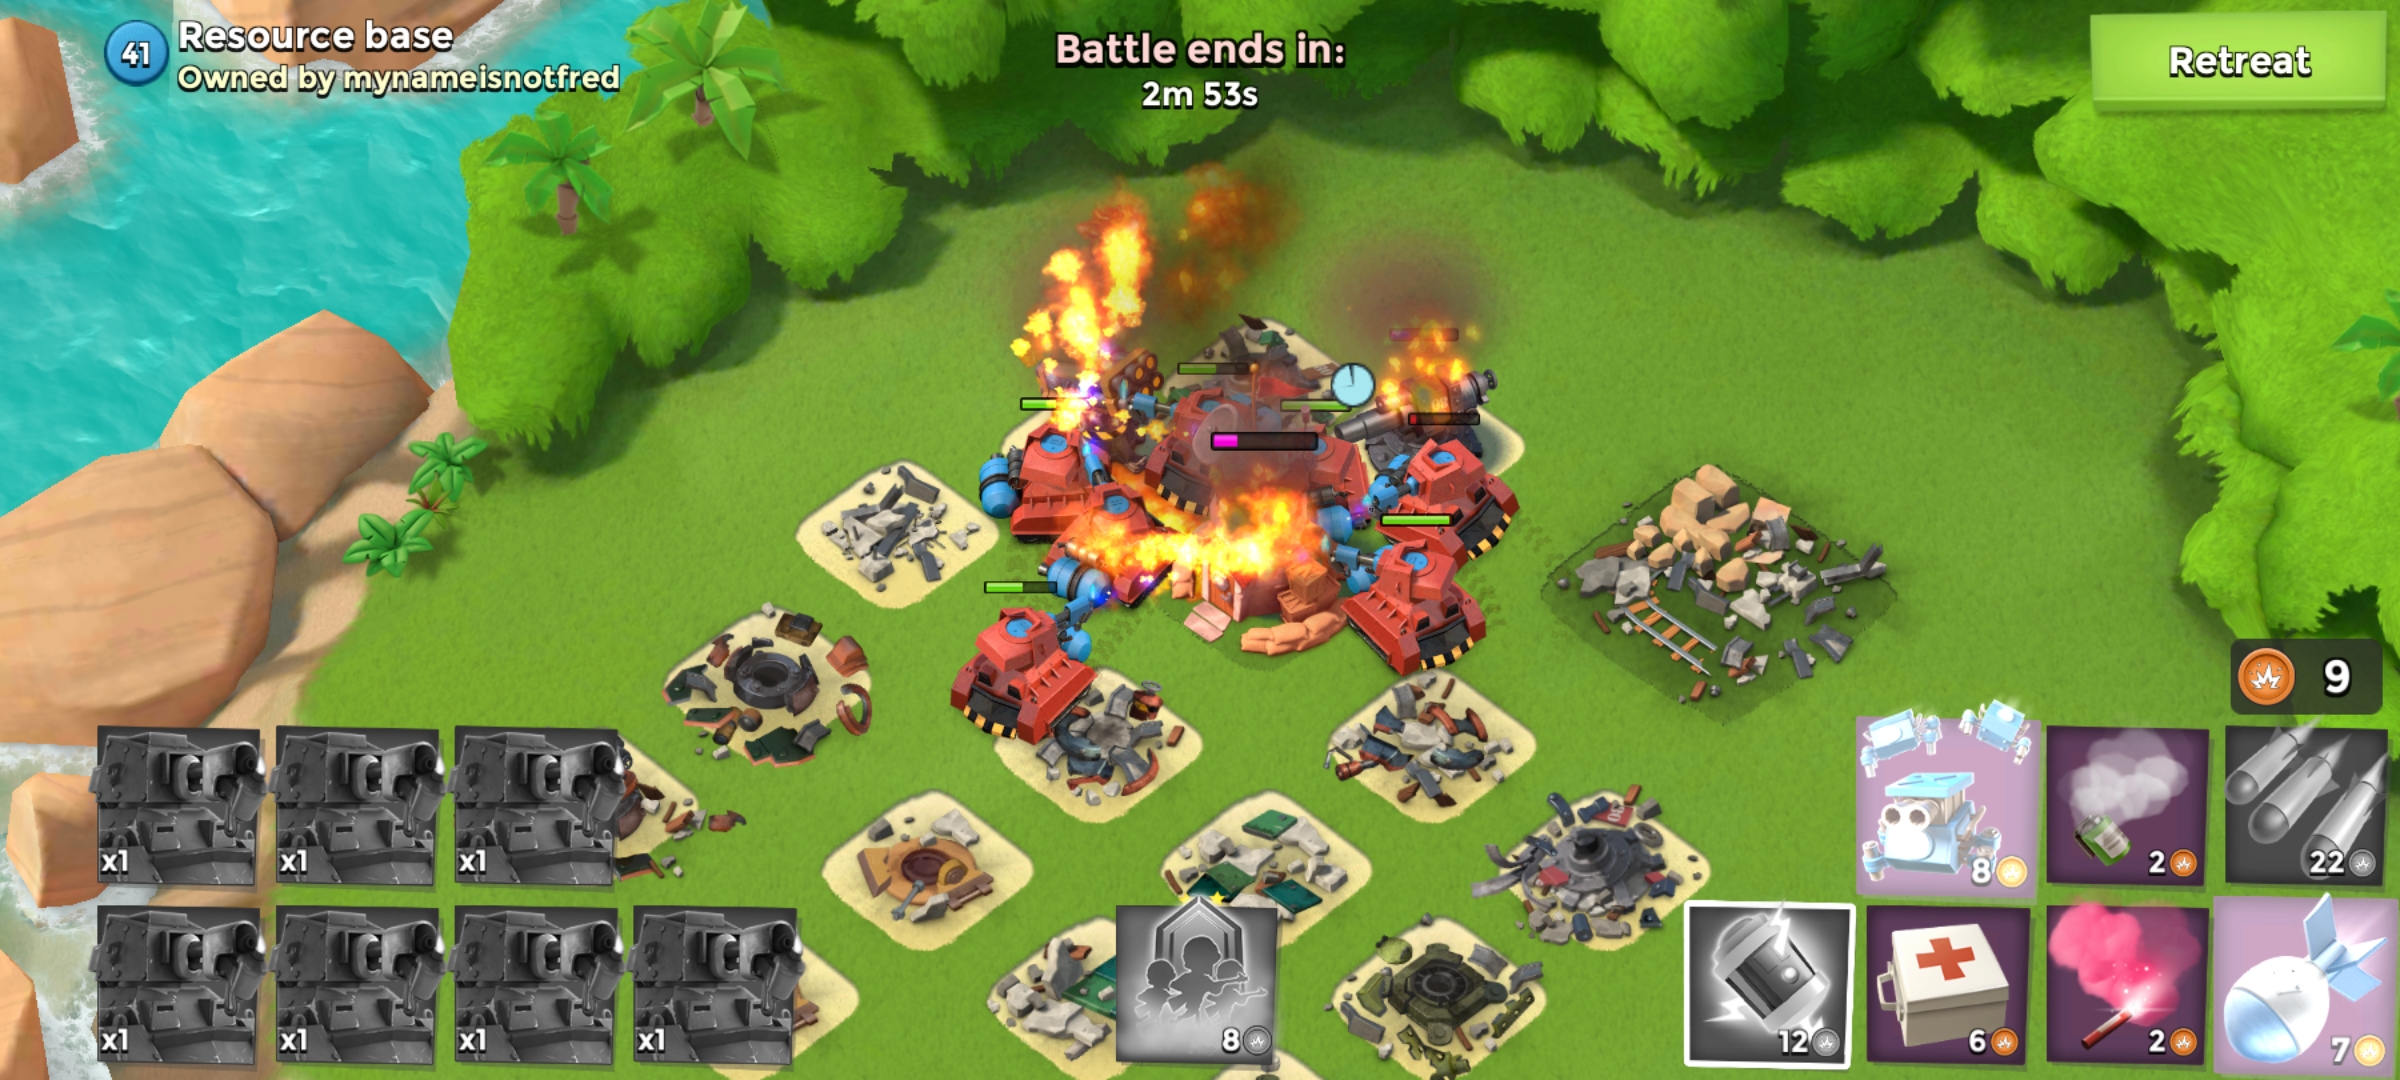 41
Resource base
Owned by mynameisnotfred
Battle ends in:
2m 53s
Retreat
9
x1
x1
x1
8
2
22
x1
x1
x1
x1
8
12
6
2
7